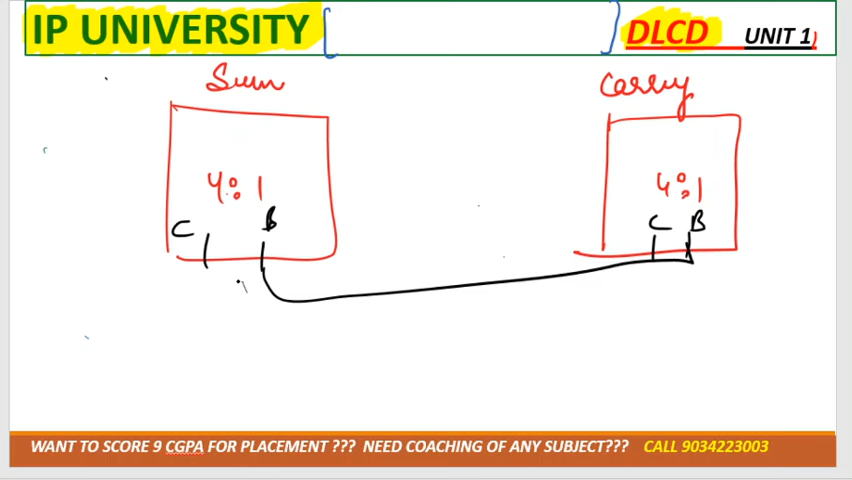 IP UNIVERSITY
DLCD UNIT 1)
Sum
Carry
4:1
4:1
C B
C B
WANT TO SCORE 9 CGPA FOR PLACEMENT ??? NEED COACHING OF ANY SUBJECT??? CALL 9034223003